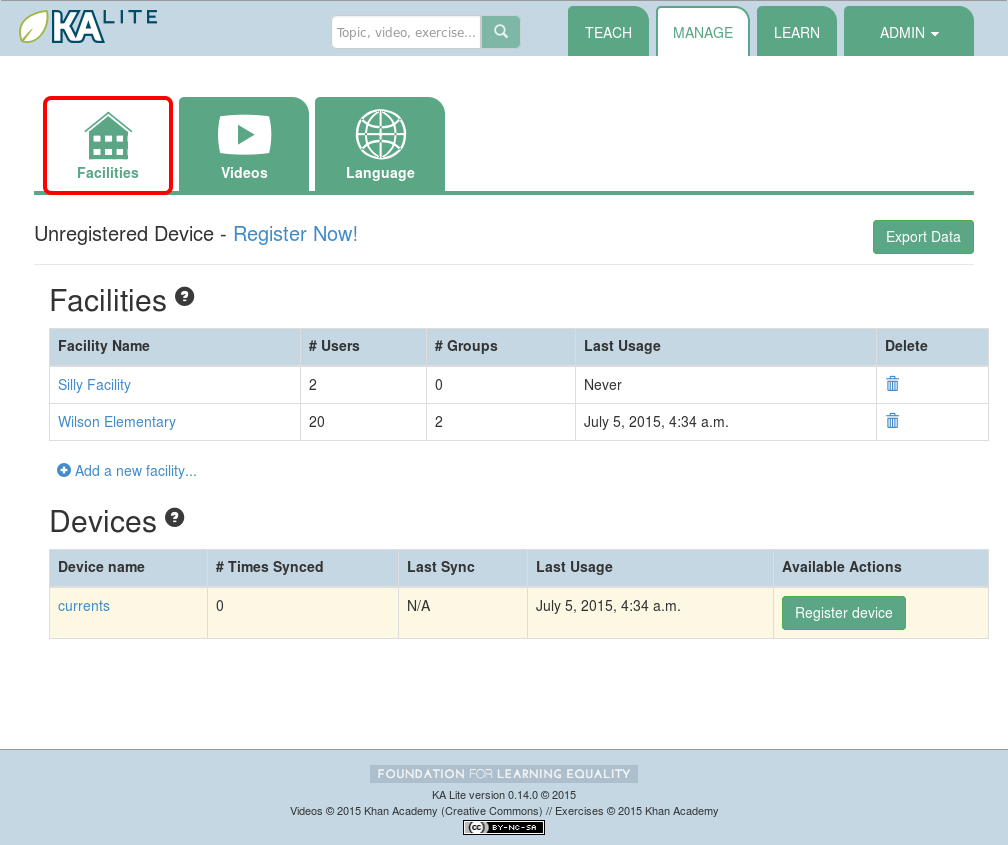 KA LITE
Topic, video, exercise...
TEACH
MANAGE
LEARN
ADMIN
Facilities
Videos
Language
Unregistered Device - Register Now!
Export Data
Facilities ?
Facility Name # Users # Groups Last Usage Delete
Silly Facility 2 0 Never
Wilson Elementary 20 2 July 5, 2015, 4:34 a.m.
Add a new facility...
Devices ?
Device name # Times Synced Last Sync Last Usage Available Actions
currents 0 N/A July 5, 2015, 4:34 a.m. Register device
FOUNDATION FOR LEARNING EQUALITY
KA Lite version 0.14.0 © 2015
Videos © 2015 Khan Academy (Creative Commons) // Exercises © 2015 Khan Academy
cc BY-NC-SA